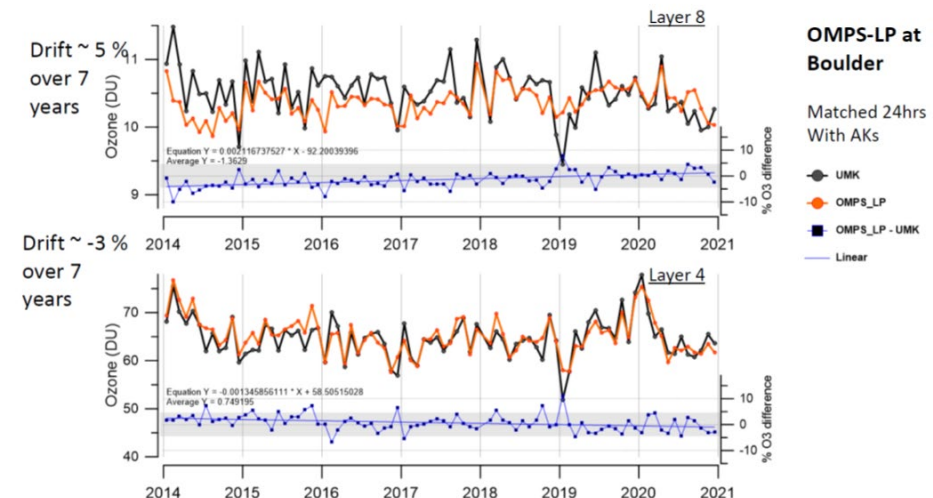 Layer 8
Drift ~ 5 %
over 7
years
Ozone (DU)
11
10
9
Equation Y = 0.002116737527 * X - 92.20039396
Average Y = -1.3629
10
0
-10
% O3 difference
2014 2015 2016 2017 2018 2019 2020 2021
Drift ~ -3 %
over 7
years
Layer 4
Ozone (DU)
70
60
50
40
Equation Y = -0.001345856111 * X + 58.50515028
Average Y = 0.749195
10
0
-10
% O3 difference
2014 2015 2016 2017 2018 2019 2020 2021
OMPS-LP at
Boulder
Matched 24hrs
With AKs
UMK
OMPS_LP
OMPS_LP - UMK
Linear